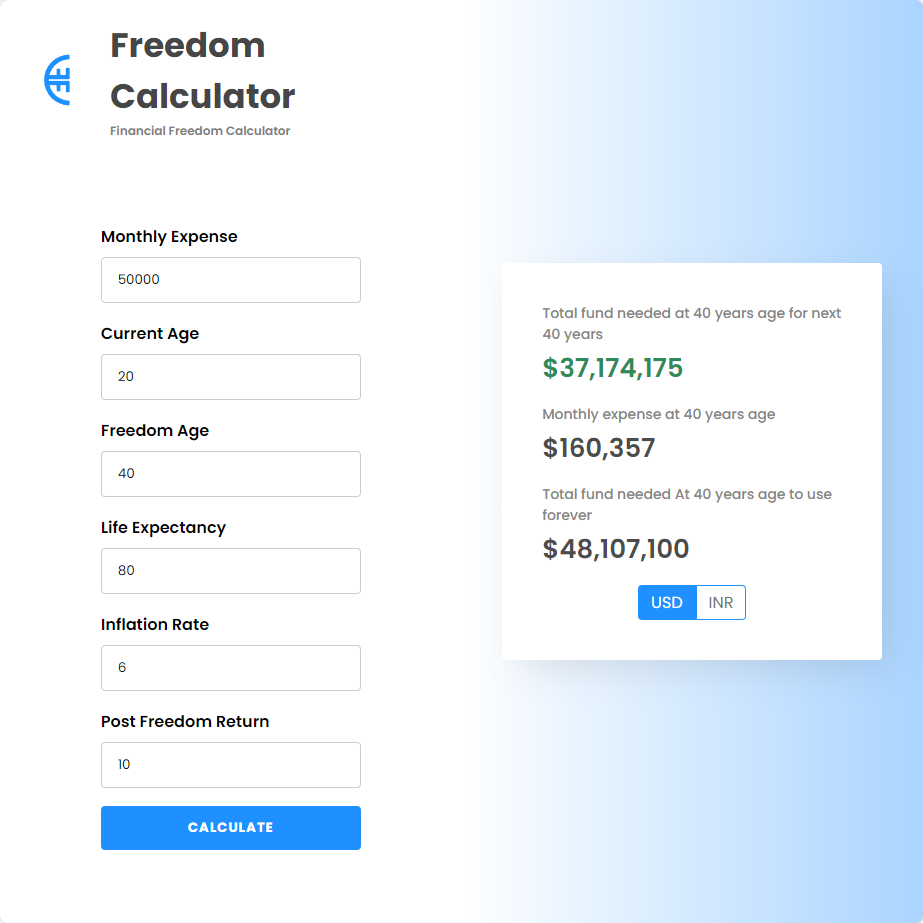 Freedom
Calculator
Financial Freedom Calculator
Monthly Expense
50000
Current Age
20
Freedom Age
40
Life Expectancy
80
Inflation Rate
6
Post Freedom Return
10
CALCULATE
Total fund needed at 40 years age for next
40 years
$37,174,175
Monthly expense at 40 years age
$160,357
Total fund needed At 40 years age to use
forever
$48,107,100
USD INR